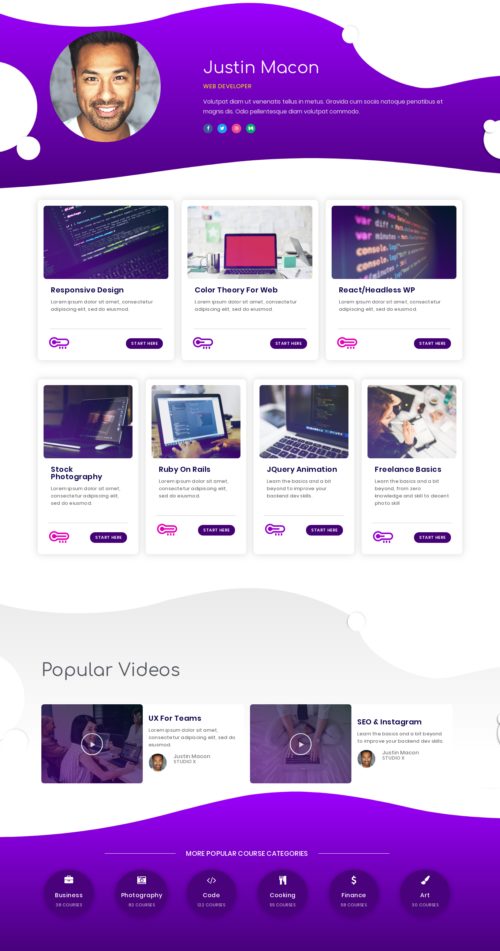 Justin Macon
WEB DEVELOPER
Volutpat diam ut venenatis tellus in metus. Gravida cum sociis natoque penatibus et
magnis dis. Odio pellentesque diam volutpat commodo.
Responsive Design
Lorem ipsum dolor sit amet, consectetur
adipiscing elit, sed do eiusmod.
START HERE
Color Theory For Web
Lorem ipsum dolor sit amet, consectetur
adipiscing elit, sed do eiusmod.
START HERE
React/Headless WP
Lorem ipsum dolor sit amet, consectetur
adipiscing elit, sed do eiusmod.
START HERE
Stock
Photography
Lorem ipsum dolor sit amet,
consectetur adipiscing elit, sed
do eiusmod.
START HERE
Ruby On Rails
Lorem ipsum dolor sit amet,
consectetur adipiscing elit, sed
do eiusmod.
START HERE
JQuery Animation
Learn the basics and a bit
beyond to improve your
backend dev skills.
START HERE
Freelance Basics
Learn the basics and a bit
beyond, from zero
knowledge and skill to decent
photo skill
START HERE
Popular Videos
UX For Teams
Lorem ipsum dolor sit amet,
consectetur adipiscing elit, sed do
eiusmod.
Justin Macon
STUDIO X
SEO & Instagram
Learn the basics and a bit beyond
to improve your backend dev skills.
Justin Macon
STUDIO X
MORE POPULAR COURSE CATEGORIES
Business
38 COURSES
Photography
92 COURSES
Code
122 COURSES
Cooking
55 COURSES
Finance
58 COURSES
Art
30 COURSES